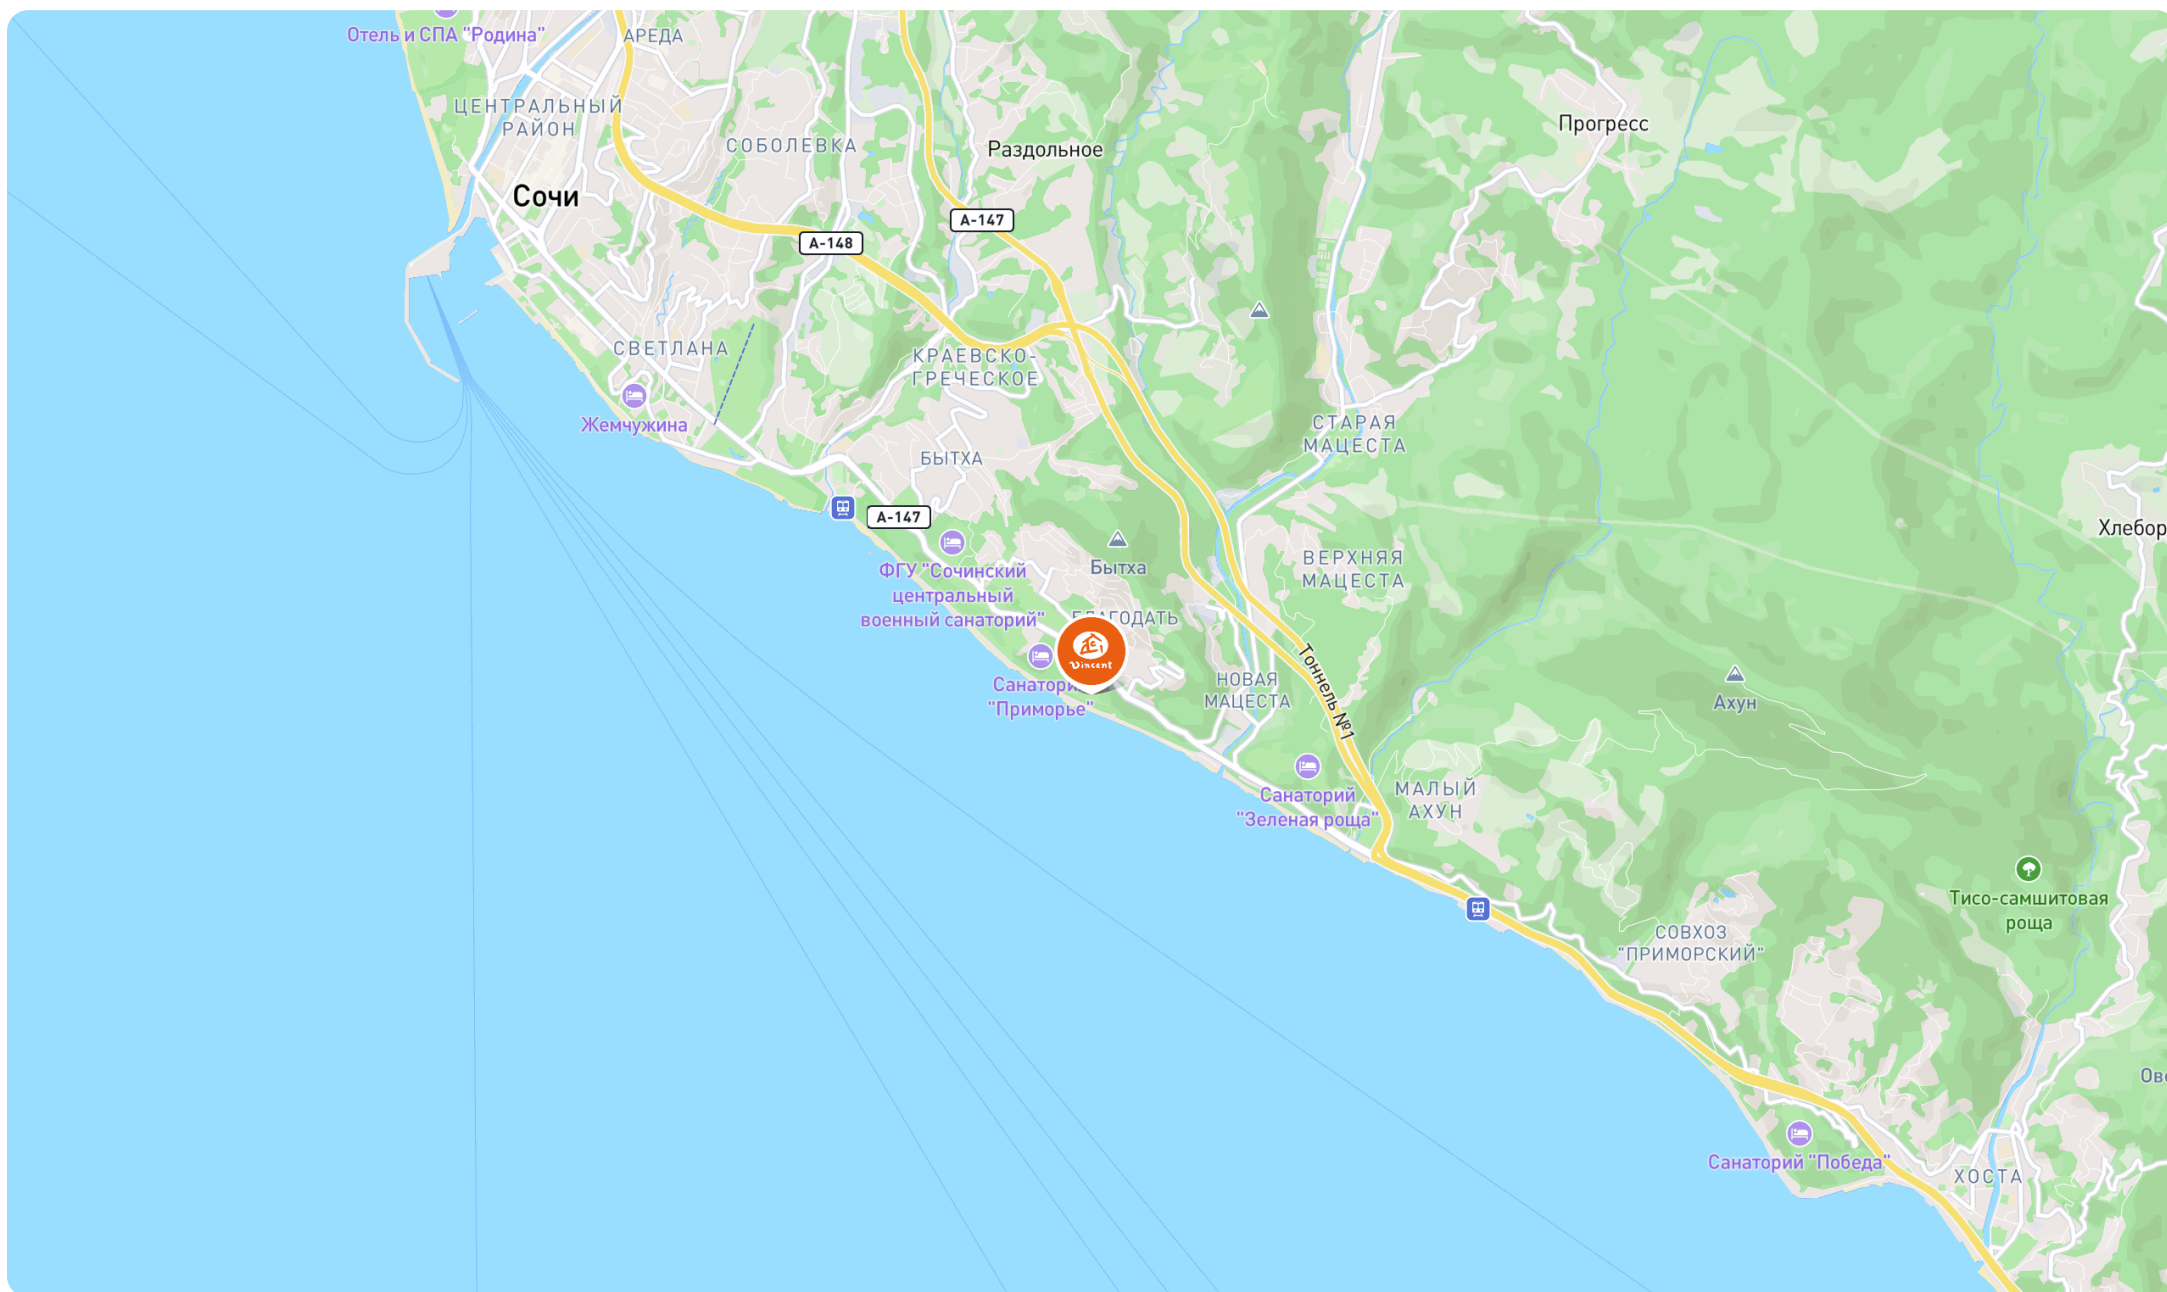 Отель и СПА "Родина"
АРЕДА
ЦЕНТРАЛЬНЫЙ
РАЙОН
СОБОЛЕВКА
Раздольное
Прогресс
Сочи
А-147
А-148
СВЕТЛАНА
КРАЕВСКО-
ГРЕЧЕСКОЕ
Жемчужина
СТАРАЯ
МАЦЕСТА
БЫТХА
А-147
Хлебор
ФГУ "Сочинский
центральный
военный санаторий"
Бытха
ВЕРХНЯЯ
МАЦЕСТА
БЛАГОДАТЬ
Vincent
Санаторий
"Приморье"
НОВАЯ
МАЦЕСТА
Тоннель №1
Ахун
Санаторий
"Зеленая роща"
МАЛЫЙ
АХУН
Тисо-самшитовая
роща
СОВХОЗ
"ПРИМОРСКИЙ"
Ов
Санаторий "Победа"
ХОСТА